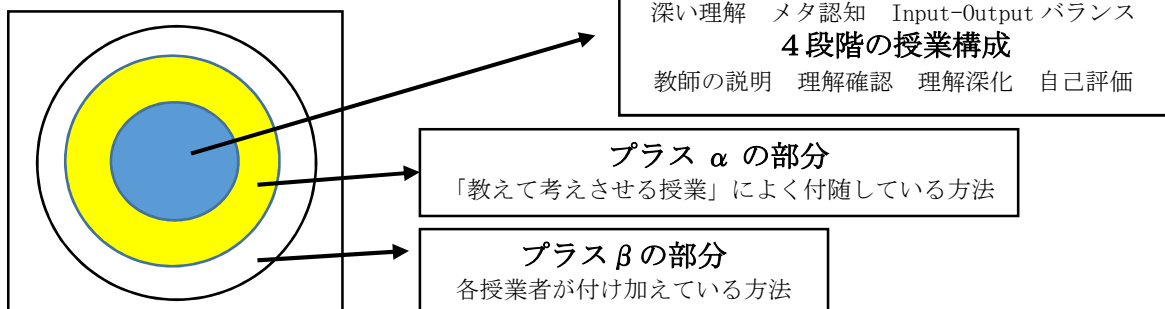 深い理解　メタ認知　Input-Output バランス
４段階の授業構成
教師の説明　理解確認　理解深化　自己評価
プラス α の部分
「教えて考えさせる授業」によく付随している方法
プラスβの部分
各授業者が付け加えている方法